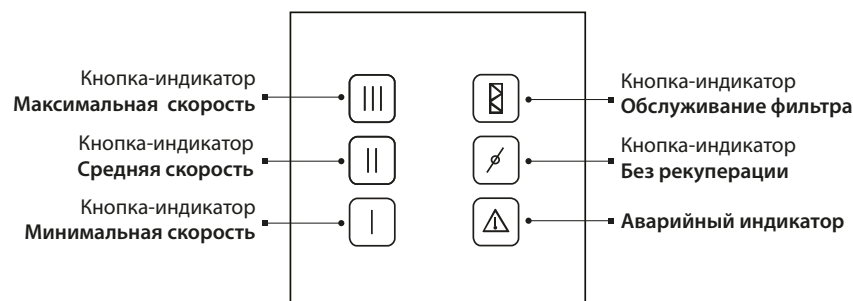 Кнопка-индикатор
Максимальная скорость
Кнопка-индикатор
Средняя скорость
Кнопка-индикатор
Минимальная скорость
Кнопка-индикатор
Обслуживание фильтра
Кнопка-индикатор
Без рекуперации
Аварийный индикатор